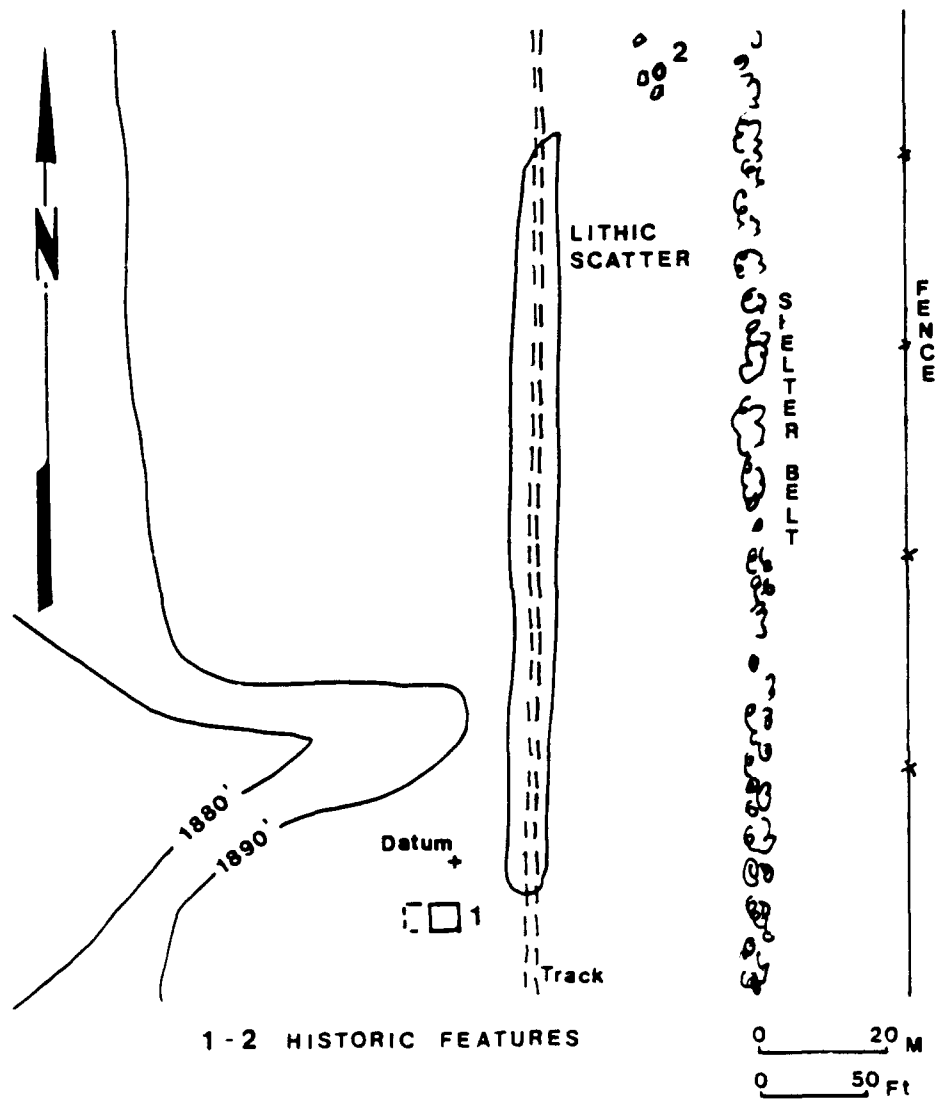 2
N
LITHIC
SCATTER
SHELTER BELT
FENCE
1880'
1890'
Datum
1
Track
1-2 HISTORIC FEATURES
0 20 M
0 50 Ft